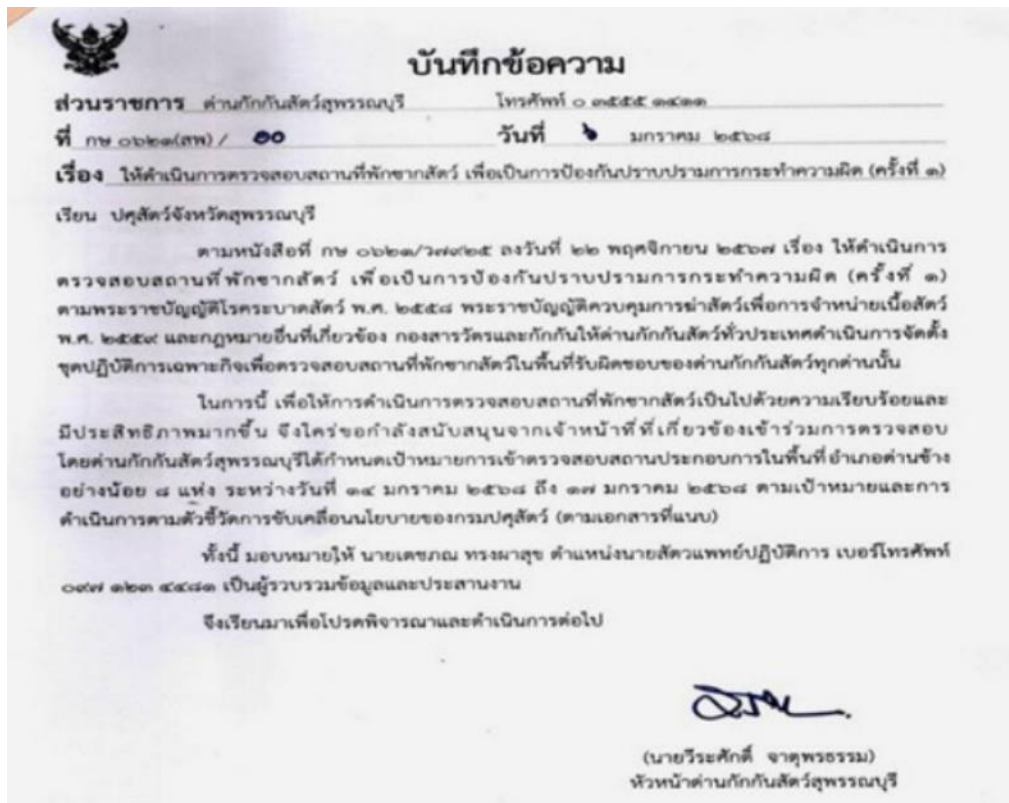 บันทึกข้อความ
ส่วนราชการ ด่านกักกันสัตว์สุพรรณบุรี โทรศัพท์ ๐ ๓๕๕๕ ๑๔๓๑
ที่ กษ ๐๖๒๑(สพ) / ๑๐ วันที่ ๖ มกราคม ๒๕๖๘
เรื่อง ให้ดำเนินการตรวจสอบสถานที่พักซากสัตว์ เพื่อเป็นการป้องกันปราบปรามการกระทำความผิด (ครั้งที่ ๑)
เรียน ปศุสัตว์จังหวัดสุพรรณบุรี
ตามหนังสือที่ กษ ๐๖๒๑/ว๗๙๒๕ ลงวันที่ ๒๒ พฤศจิกายน ๒๕๖๗ เรื่อง ให้ดำเนินการ
ตรวจสอบสถานที่พักซากสัตว์ เพื่อเป็นการป้องกันปราบปรามการกระทำความผิด (ครั้งที่ ๑)
ตามพระราชบัญญัติโรคระบาดสัตว์ พ.ศ. ๒๕๕๘ พระราชบัญญัติควบคุมการฆ่าสัตว์เพื่อการจำหน่ายเนื้อสัตว์
พ.ศ. ๒๕๕๙ และกฎหมายอื่นที่เกี่ยวข้อง กองสารวัตรและกักกันให้ด่านกักกันสัตว์ทั่วประเทศดำเนินการจัดตั้ง
ชุดปฏิบัติการเฉพาะกิจเพื่อตรวจสอบสถานที่พักซากสัตว์ในพื้นที่รับผิดชอบของด่านกักกันสัตว์ทุกด่านนั้น
ในการนี้ เพื่อให้การดำเนินการตรวจสอบสถานที่พักซากสัตว์เป็นไปด้วยความเรียบร้อยและ
มีประสิทธิภาพมากขึ้น จึงใคร่ขอกำลังสนับสนุนจากเจ้าหน้าที่ที่เกี่ยวข้องเข้าร่วมการตรวจสอบ
โดยด่านกักกันสัตว์สุพรรณบุรีได้กำหนดเป้าหมายการเข้าตรวจสอบสถานประกอบการในพื้นที่อำเภอด่านช้าง
อย่างน้อย ๘ แห่ง ระหว่างวันที่ ๑๔ มกราคม ๒๕๖๘ ถึง ๑๗ มกราคม ๒๕๖๘ ตามเป้าหมายและการ
ดำเนินการตามตัวชี้วัดการขับเคลื่อนนโยบายของกรมปศุสัตว์ (ตามเอกสารที่แนบ)
ทั้งนี้ มอบหมายให้ นายเตชภณ ทรงผาสุข ตำแหน่งนายสัตวแพทย์ปฏิบัติการ เบอร์โทรศัพท์
๐๙๗ ๑๒๓ ๔๔๘๑ เป็นผู้รวบรวมข้อมูลและประสานงาน
จึงเรียนมาเพื่อโปรดพิจารณาและดำเนินการต่อไป
(นายวีระศักดิ์ จาตุพรธรรม)
หัวหน้าด่านกักกันสัตว์สุพรรณบุรี